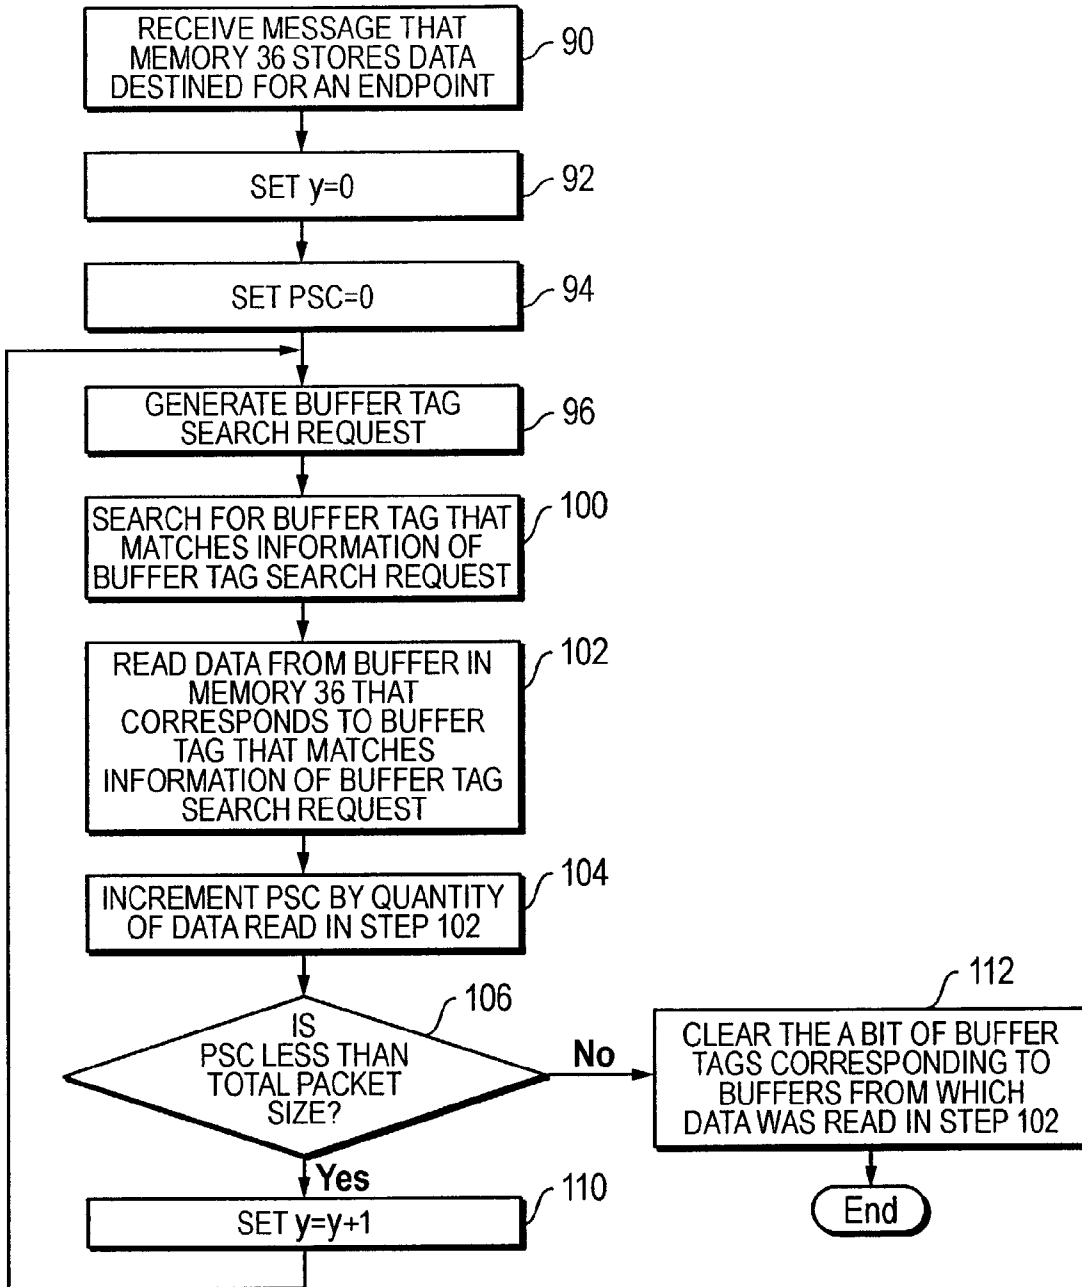 RECEIVE MESSAGE THAT
MEMORY 36 STORES DATA
DESTINED FOR AN ENDPOINT
90
SET y=0
92
SET PSC=0
94
GENERATE BUFFER TAG
SEARCH REQUEST
96
SEARCH FOR BUFFER TAG THAT
MATCHES INFORMATION OF
BUFFER TAG SEARCH REQUEST
100
READ DATA FROM BUFFER IN
MEMORY 36 THAT
CORRESPONDS TO BUFFER
TAG THAT MATCHES
INFORMATION OF BUFFER TAG
SEARCH REQUEST
102
INCREMENT PSC BY QUANTITY
OF DATA READ IN STEP 102
104
IS
PSC LESS THAN
TOTAL PACKET
SIZE?
106
No
CLEAR THE A BIT OF BUFFER
TAGS CORRESPONDING TO
BUFFERS FROM WHICH
DATA WAS READ IN STEP 102
112
Yes
SET y=y+1
110
End